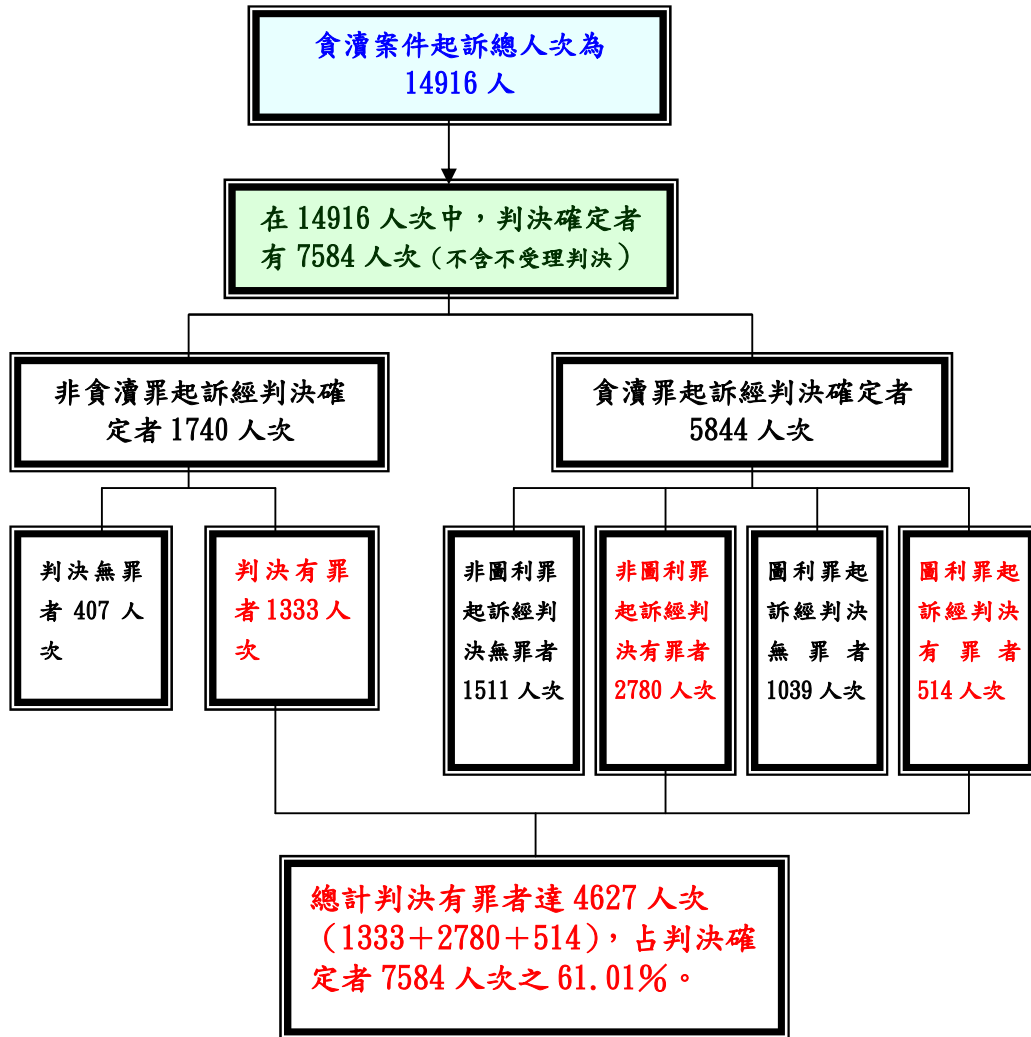 貪瀆案件起訴總人次為
14916 人
在 14916 人次中，判決確定者
有 7584 人次（不含不受理判決）
非貪瀆罪起訴經判決確
定者 1740 人次
貪瀆罪起訴經判決確定者
5844 人次
判決無罪
者 407 人
次
判決有罪
者 1333 人
次
非圖利罪
起訴經判
決無罪者
1511 人次
非圖利罪
起訴經判
決有罪者
2780 人次
圖利罪起
訴經判決
無罪者
1039 人次
圖利罪起
訴經判決
有罪者
514 人次
總計判決有罪者達 4627 人次
（1333＋2780＋514），占判決確
定者 7584 人次之 61.01％。